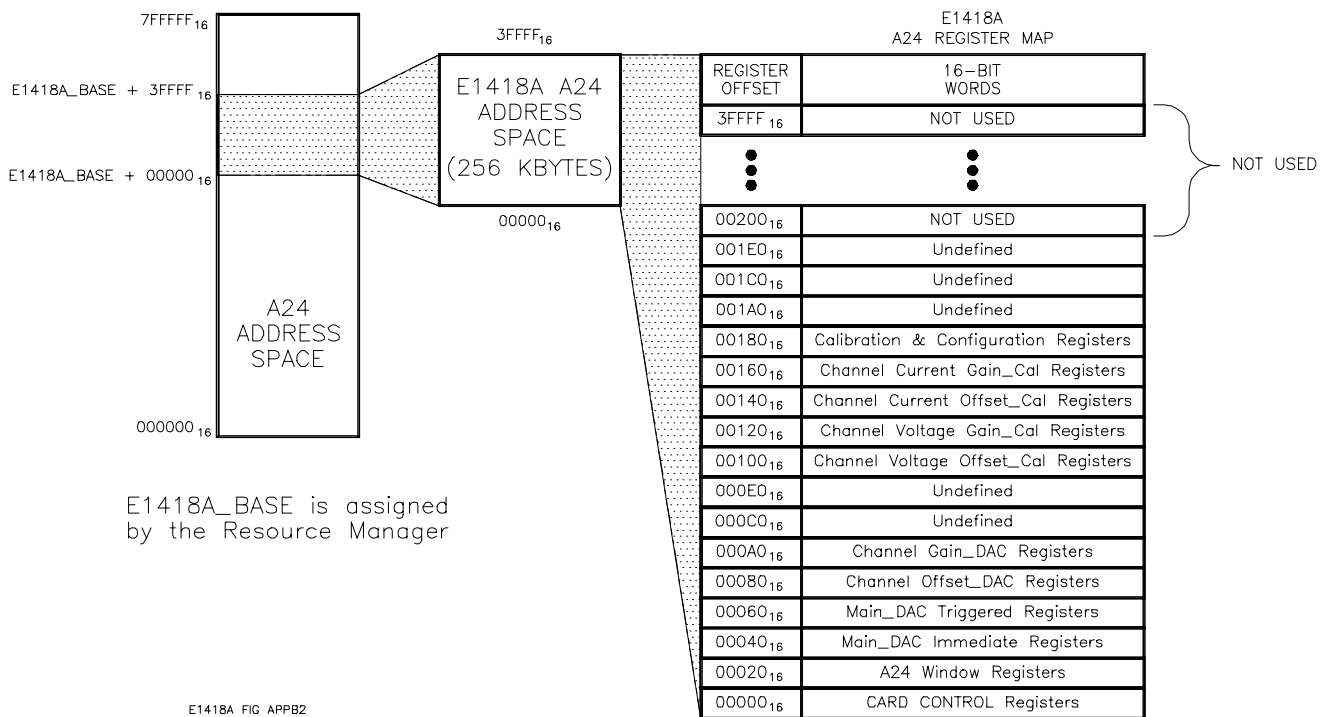 7FFFFF16
E1418A_BASE + 3FFFF16
E1418A_BASE + 0000016
A24
ADDRESS
SPACE
00000016
E1418A_BASE is assigned
by the Resource Manager
E1418A FIG APPB2
3FFFF16
E1418A A24
ADDRESS
SPACE
(256 KBYTES)
0000016
E1418A
A24 REGISTER MAP
REGISTER OFFSET 16-BIT WORDS
3FFFF16 NOT USED
NOT USED
0020016 NOT USED
001E016 Undefined
001C016 Undefined
001A016 Undefined
0018016 Calibration & Configuration Registers
0016016 Channel Current Gain_Cal Registers
0014016 Channel Current Offset_Cal Registers
0012016 Channel Voltage Gain_Cal Registers
0010016 Channel Voltage Offset_Cal Registers
000E016 Undefined
000C016 Undefined
000A016 Channel Gain_DAC Registers
0008016 Channel Offset_DAC Registers
0006016 Main_DAC Triggered Registers
0004016 Main_DAC Immediate Registers
0002016 A24 Window Registers
0000016 CARD CONTROL Registers